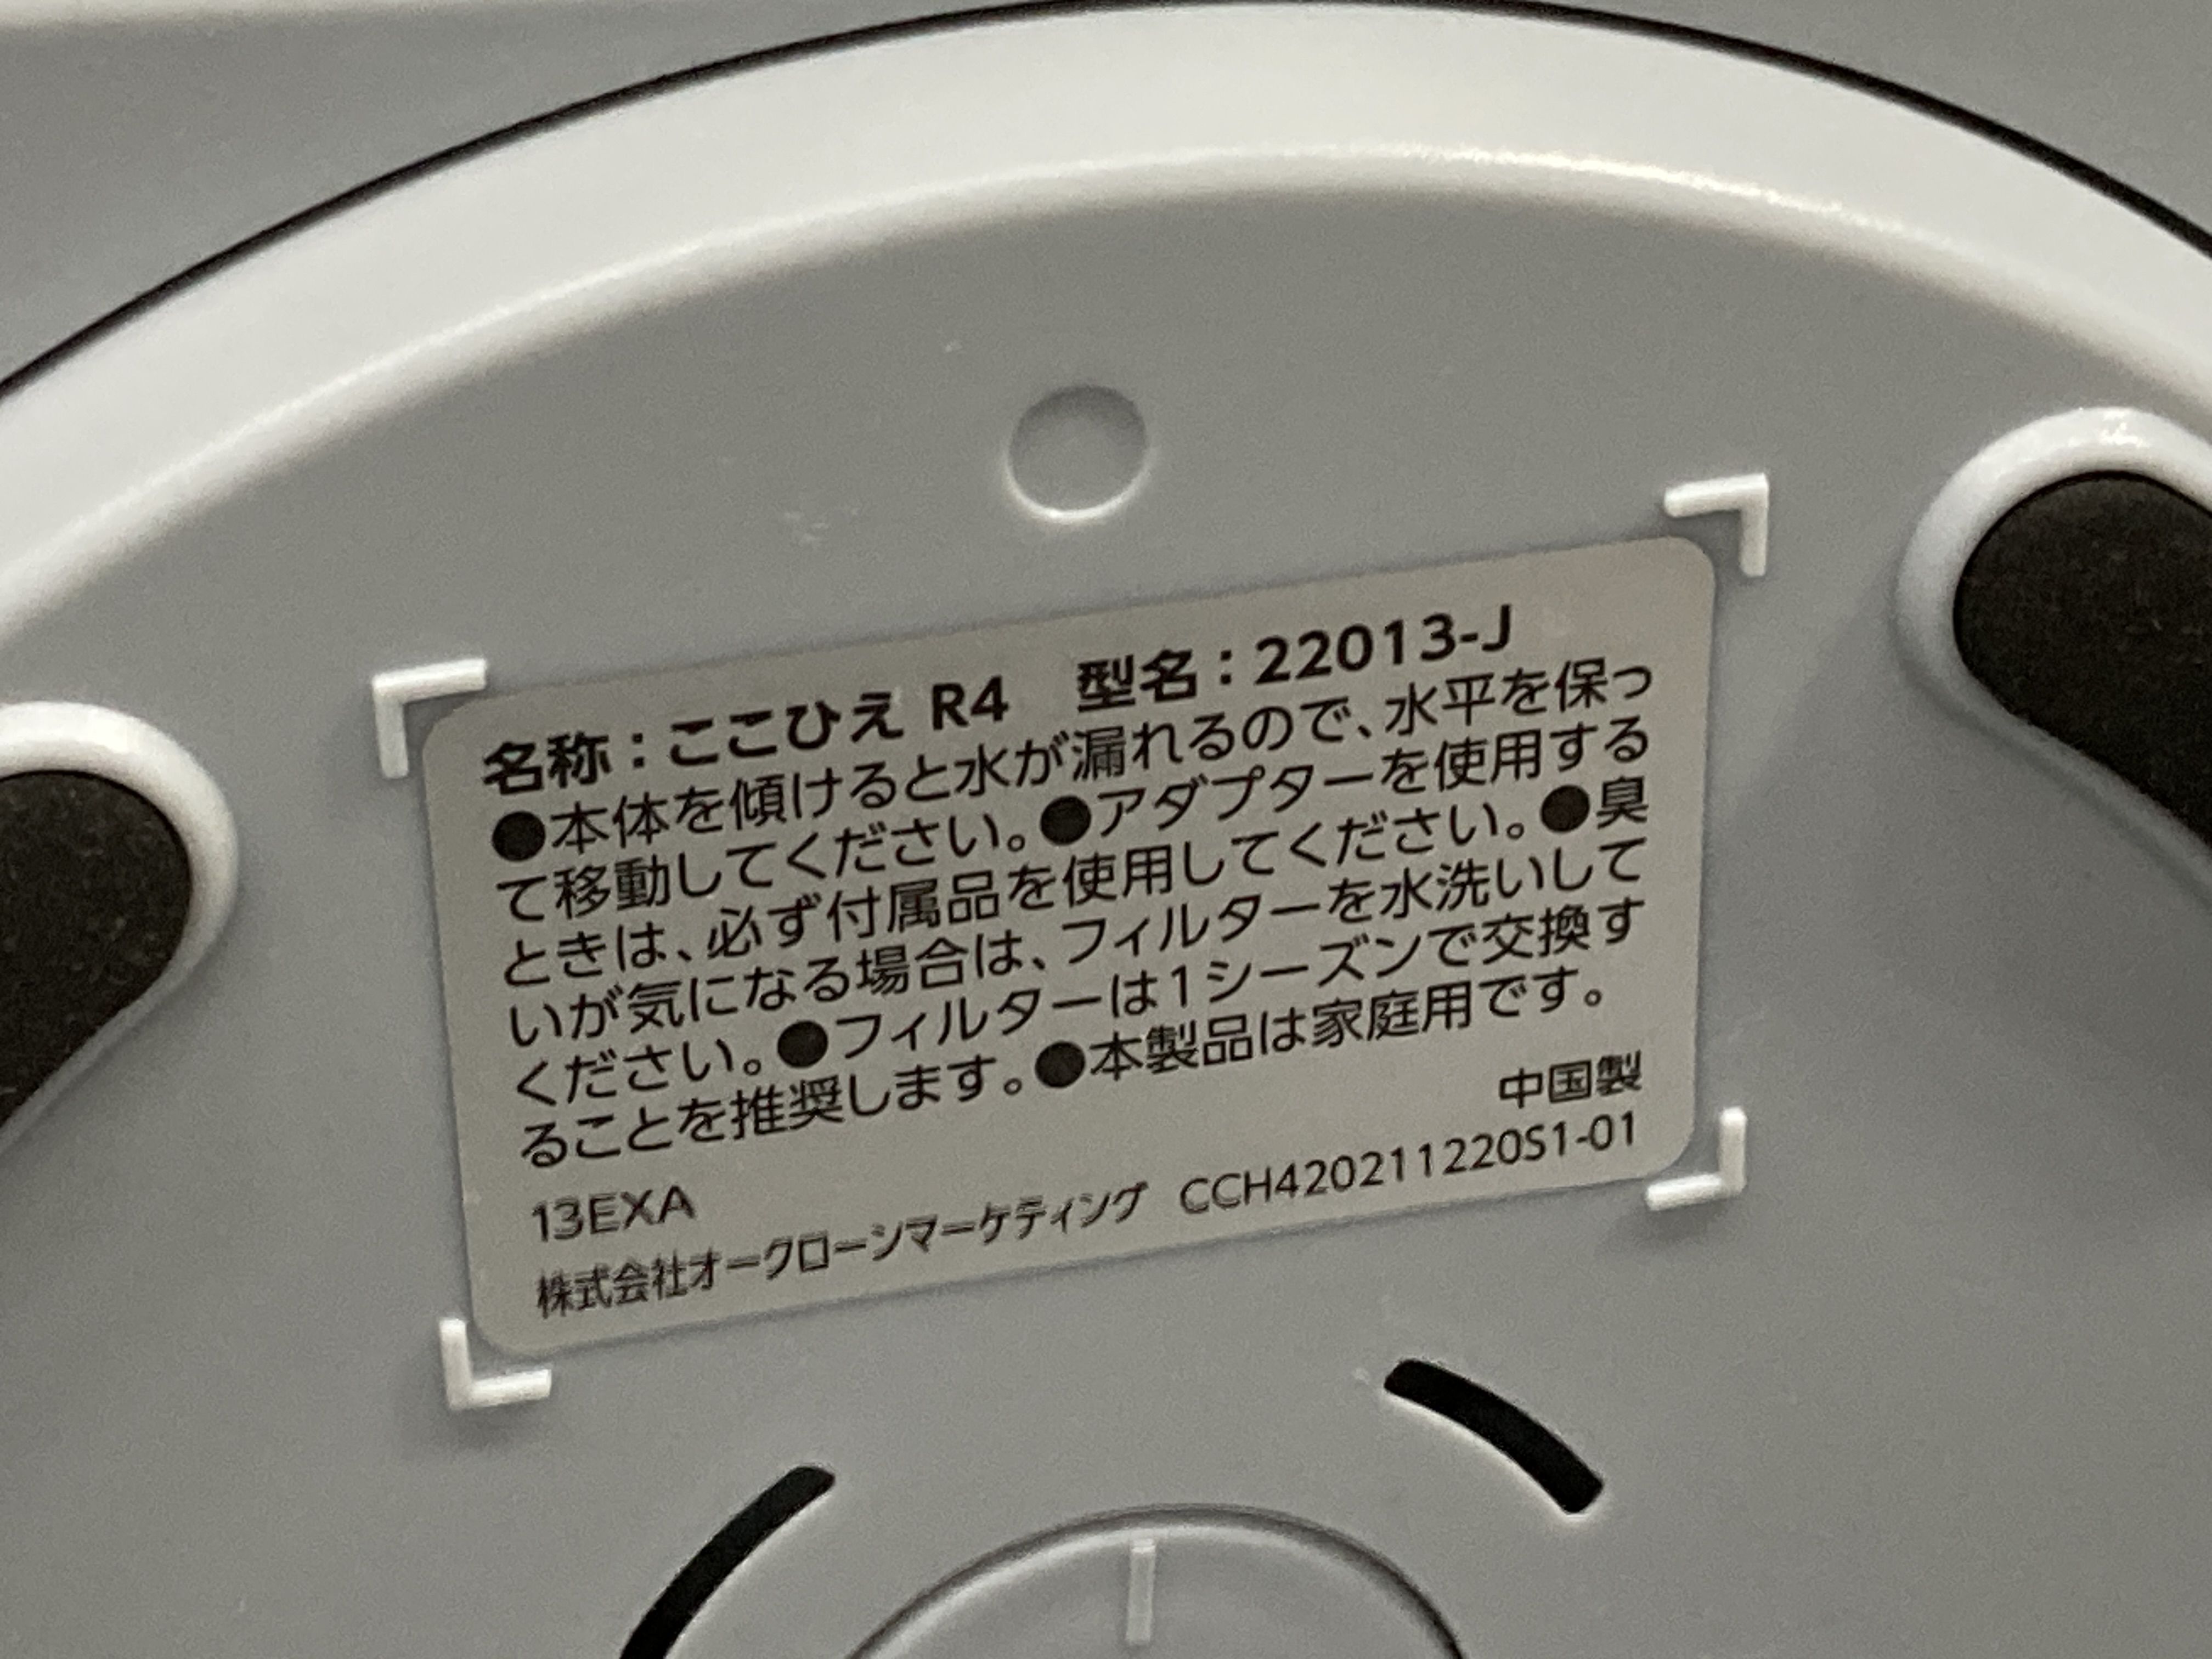 名称：ここひえ R4　型名：22013-J
●本体を傾けると水が漏れるので、水平を保っ
て移動してください。●アダプターを使用する
ときは、必ず付属品を使用してください。●臭
いが気になる場合は、フィルターを水洗いして
ください。●フィルターは1シーズンで交換す
ることを推奨します。●本製品は家庭用です。
中国製
13EXA
株式会社オークローンマーケティング CCH420211220S1-01